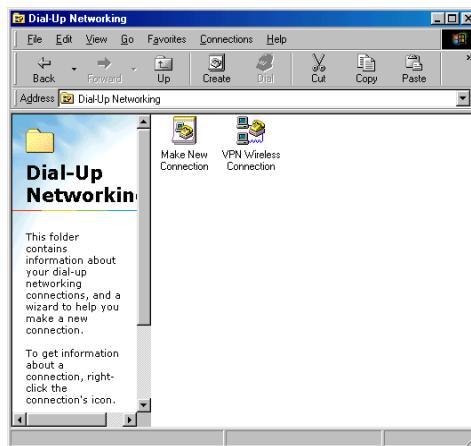 Dial-Up Networking
File Edit View Go Favorites Connections Help
Back Forward Up Create Dial Cut Copy Paste »
Address Dial-Up Networking
Dial-Up
Networkin
This folder
contains
information about
your dial-up
networking
connections, and a
wizard to help you
make a new
connection.
To get information
about a
connection, right-
click the
connection's icon.
Make New
Connection
VPN Wireless
Connection